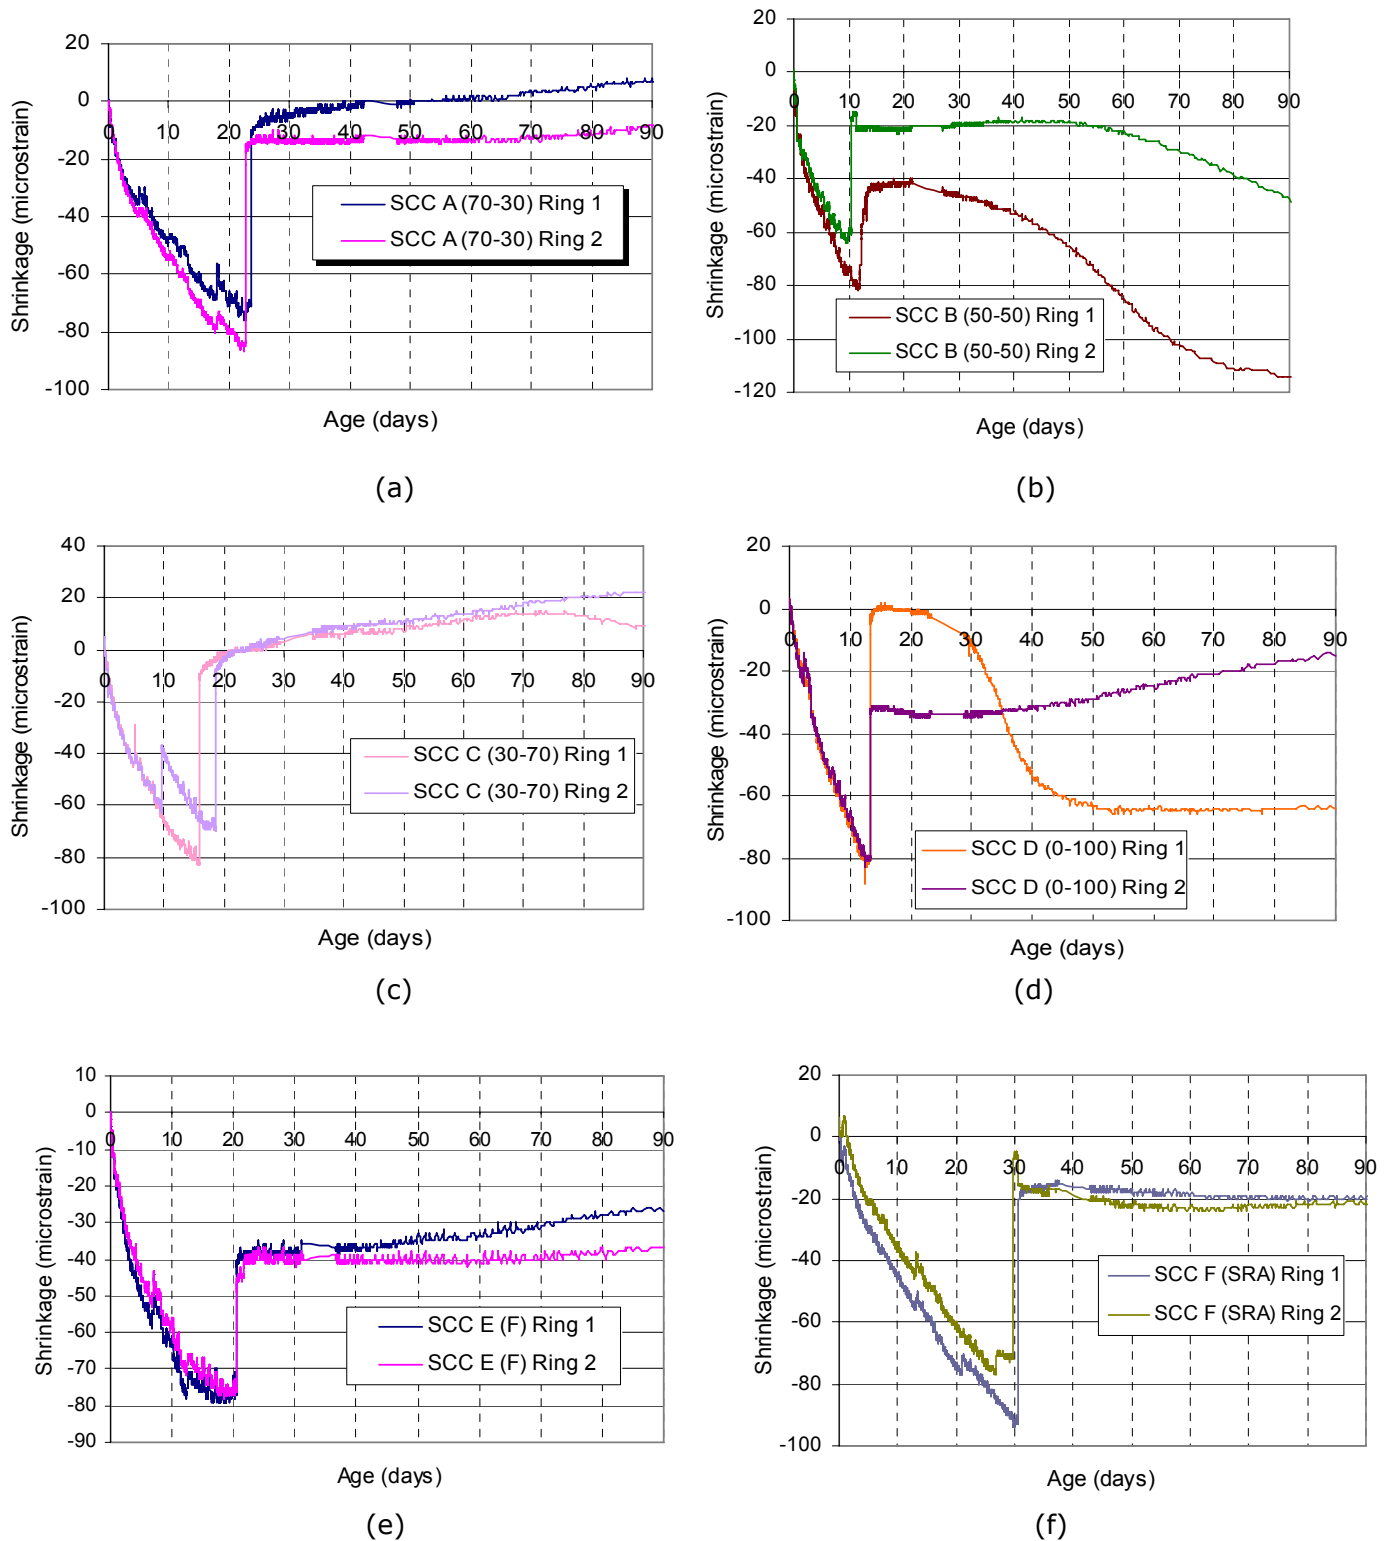 20
0
-20
-40
-60
-80
-100
0 10 20 30 40 50 60 70 80 90
Shrinkage (microstrain)
SCC A (70-30) Ring 1
SCC A (70-30) Ring 2
Age (days)
(a)
20
0
-20
-40
-60
-80
-100
-120
0 10 20 30 40 50 60 70 80 90
Shrinkage (microstrain)
SCC B (50-50) Ring 1
SCC B (50-50) Ring 2
Age (days)
(b)
40
20
0
-20
-40
-60
-80
-100
0 10 20 30 40 50 60 70 80 90
Shrinkage (microstrain)
SCC C (30-70) Ring 1
SCC C (30-70) Ring 2
Age (days)
(c)
20
0
-20
-40
-60
-80
-100
0 10 20 30 40 50 60 70 80 90
Shrinkage (microstrain)
SCC D (0-100) Ring 1
SCC D (0-100) Ring 2
Age (days)
(d)
10
0
-10
-20
-30
-40
-50
-60
-70
-80
-90
0 10 20 30 40 50 60 70 80 90
Shrinkage (microstrain)
SCC E (F) Ring 1
SCC E (F) Ring 2
Age (days)
(e)
20
0
-20
-40
-60
-80
-100
0 10 20 30 40 50 60 70 80 90
Shrinkage (microstrain)
SCC F (SRA) Ring 1
SCC F (SRA) Ring 2
Age (days)
(f)